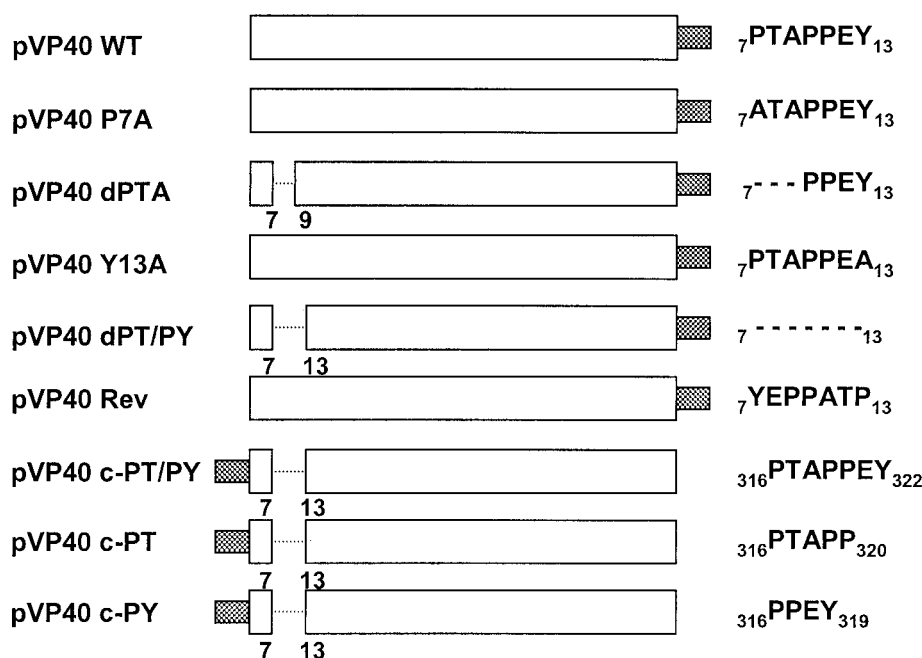 pVP40 WT ₇PTAPPEY₁₃
pVP40 P7A ₇ATAPPEY₁₃
pVP40 dPTA ₇--- PPEY₁₃
7 9
pVP40 Y13A ₇PTAPPEA₁₃
pVP40 dPT/PY ₇-------₁₃
7 13
pVP40 Rev ₇YEPPATP₁₃
pVP40 c-PT/PY ₃₁₆PTAPPEY₃₂₂
7 13
pVP40 c-PT ₃₁₆PTAPP₃₂₀
7 13
pVP40 c-PY ₃₁₆PPEY₃₁₉
7 13